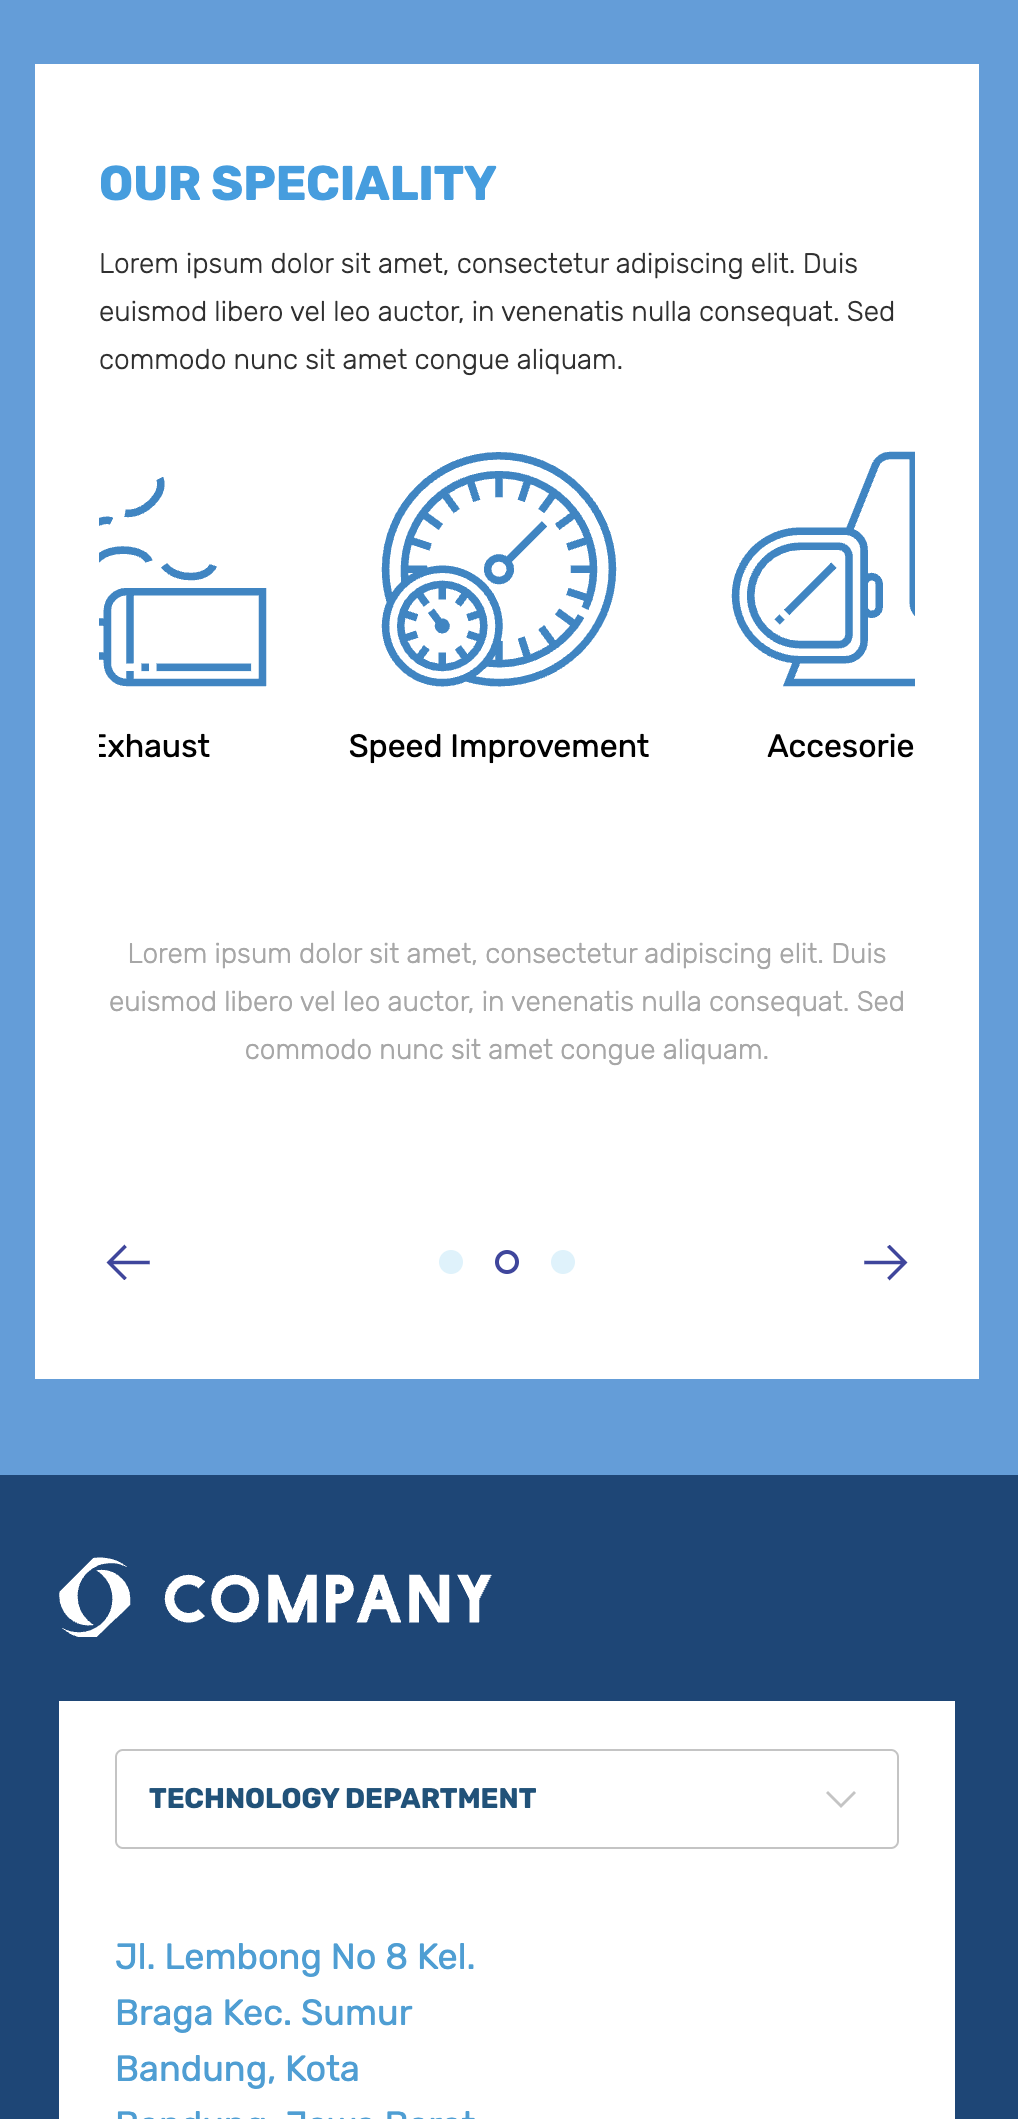 OUR SPECIALITY
Lorem ipsum dolor sit amet, consectetur adipiscing elit. Duis
euismod libero vel leo auctor, in venenatis nulla consequat. Sed
commodo nunc sit amet congue aliquam.
Exhaust
Speed Improvement
Accesorie
Lorem ipsum dolor sit amet, consectetur adipiscing elit. Duis
euismod libero vel leo auctor, in venenatis nulla consequat. Sed
commodo nunc sit amet congue aliquam.
COMPANY
TECHNOLOGY DEPARTMENT
Jl. Lembong No 8 Kel.
Braga Kec. Sumur
Bandung, Kota
Bandung, Jawa Barat